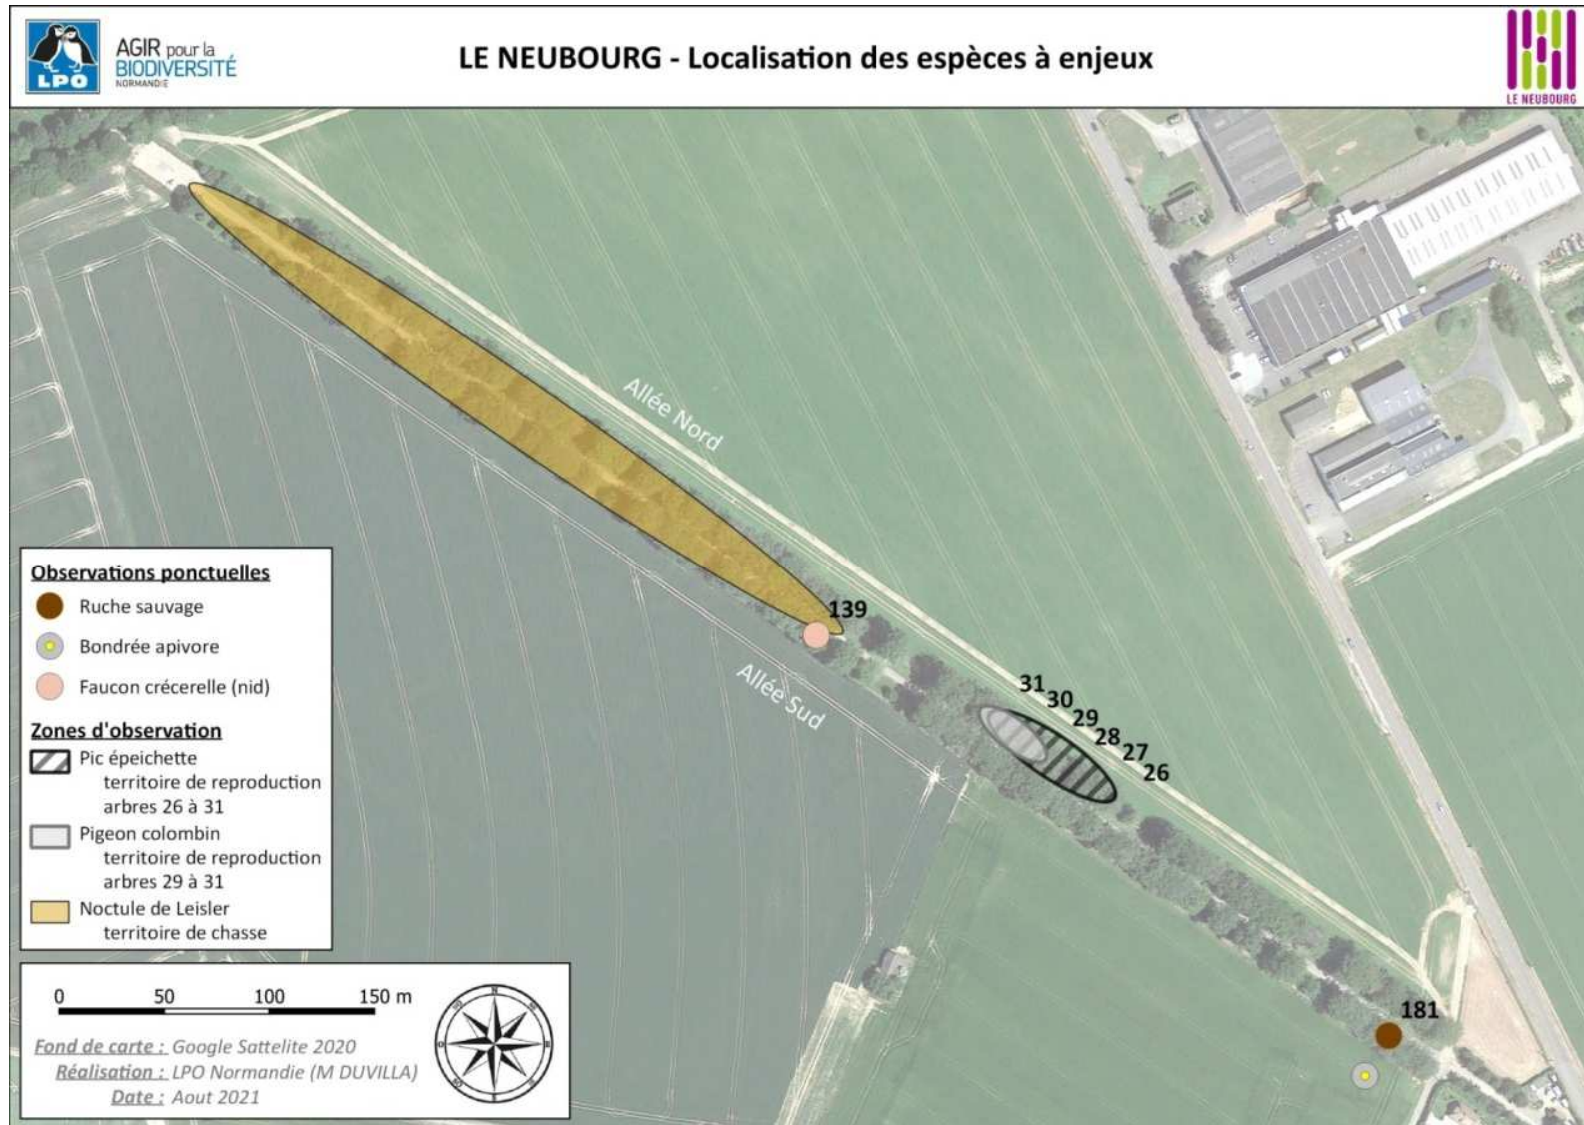 LPO
AGIR pour la
BIODIVERSITÉ
NORMANDIE
LE NEUBOURG - Localisation des espèces à enjeux
LE NEUBOURG
Allée Nord
139
Allée Sud
31
30
29
28
27
26
181
Observations ponctuelles
Ruche sauvage
Bondrée apivore
Faucon crécerelle (nid)
Zones d'observation
Pic épeichette
territoire de reproduction
arbres 26 à 31
Pigeon colombin
territoire de reproduction
arbres 29 à 31
Noctule de Leisler
territoire de chasse
0 50 100 150 m
Fond de carte : Google Sattelite 2020
Réalisation : LPO Normandie (M DUVILLA)
Date : Aout 2021